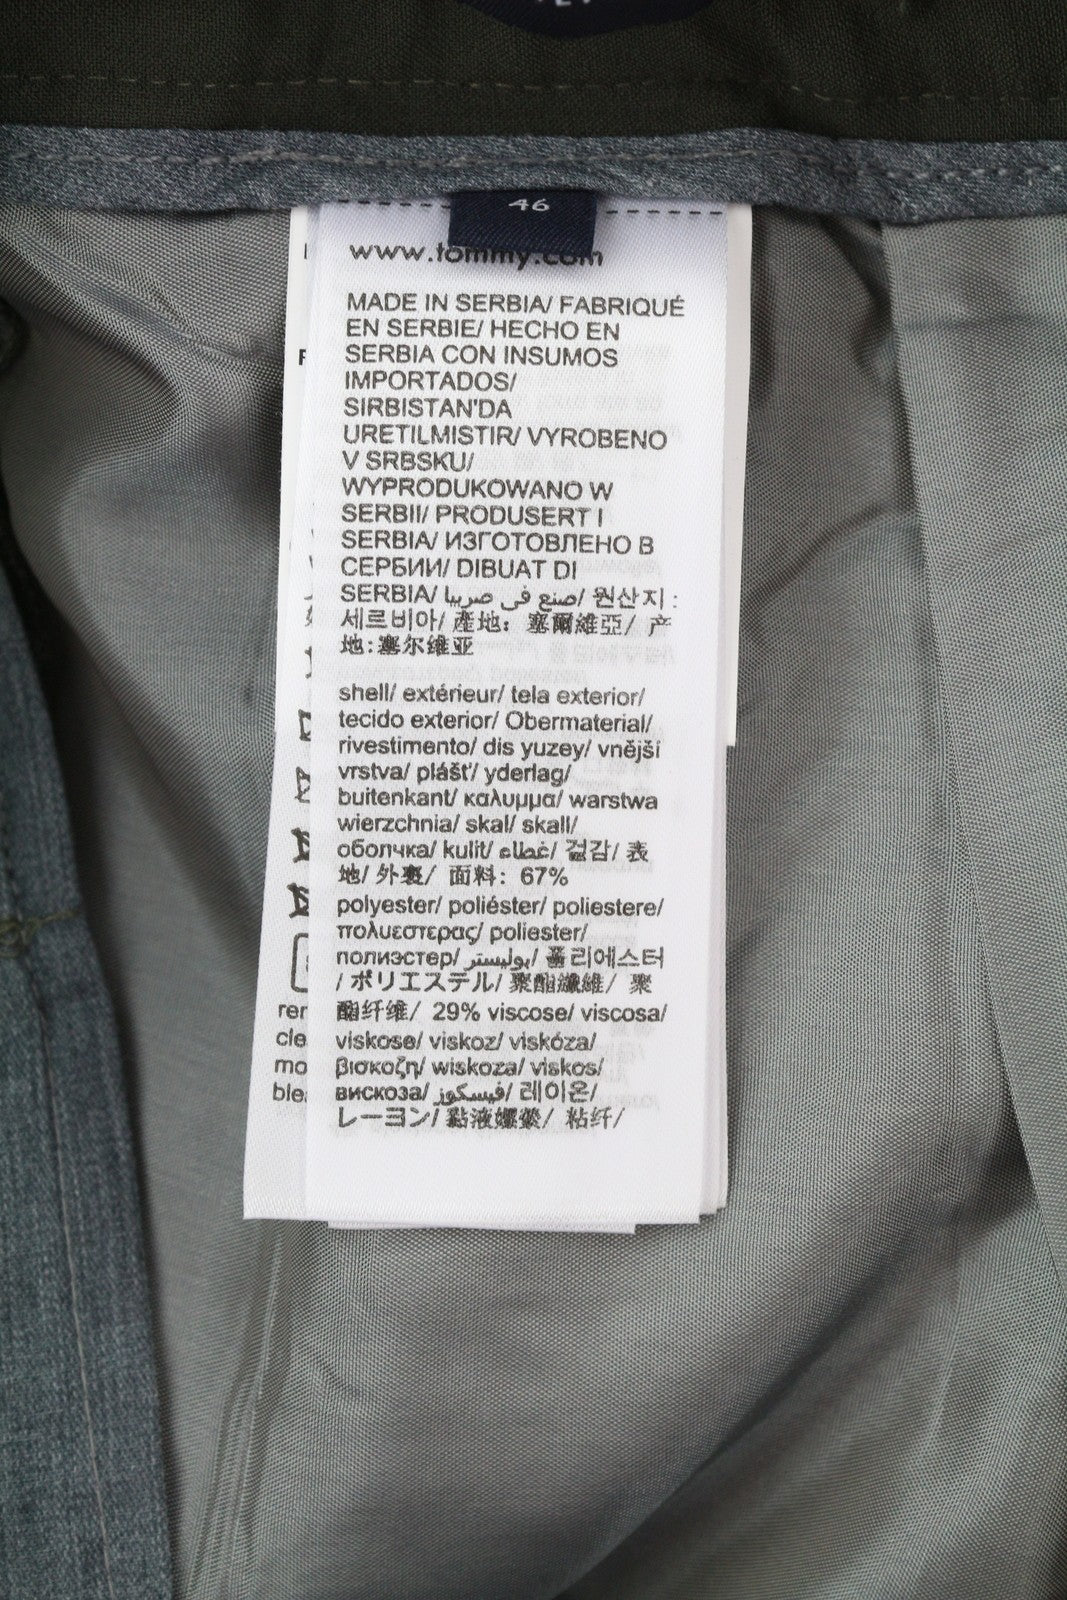 46
www.tommy.com
MADE IN SERBIA/ FABRIQUÉ
EN SERBIE/ HECHO EN
SERBIA CON INSUMOS
IMPORTADOS/
SIRBISTAN'DA
URETILMISTIR/ VYROBENO
V SRBSKU/
WYPRODUKOWANO W
SERBII/ PRODUSERT I
SERBIA/ ИЗГОТОВЛЕНО В
СЕРБИИ/ DIBUAT DI
SERBIA/ صنع في صربيا/ 원산지:
세르비아/ 產地: 塞爾維亞/ 产
地:塞尔维亚
shell/ extérieur/ tela exterior/
tecido exterior/ Obermaterial/
rivestimento/ dis yuzey/ vnější
vrstva/ plášť/ yderlag/
buitenkant/ καλυμμα/ warstwa
wierzchnia/ skal/ skall/
оболчка/ kulit/ غطاء/ 겉감/ 表
地/ 外裹/ 面料: 67%
polyester/ poliéster/ poliestere/
πολυεστερας/ poliester/
полиэстер/ بوليستر/ 폴리에스터
/ ポリエステル/ 聚酯纖維/ 聚
酯纤维/ 29% viscose/ viscosa/
viskose/ viskoz/ viskóza/
βισκοζη/ wiskoza/ viskos/
вискоза/ فيسكوز/ 레이온/
レーヨン/ 黏液嫘縈/ 粘纤/
rer
cle
mo
ble